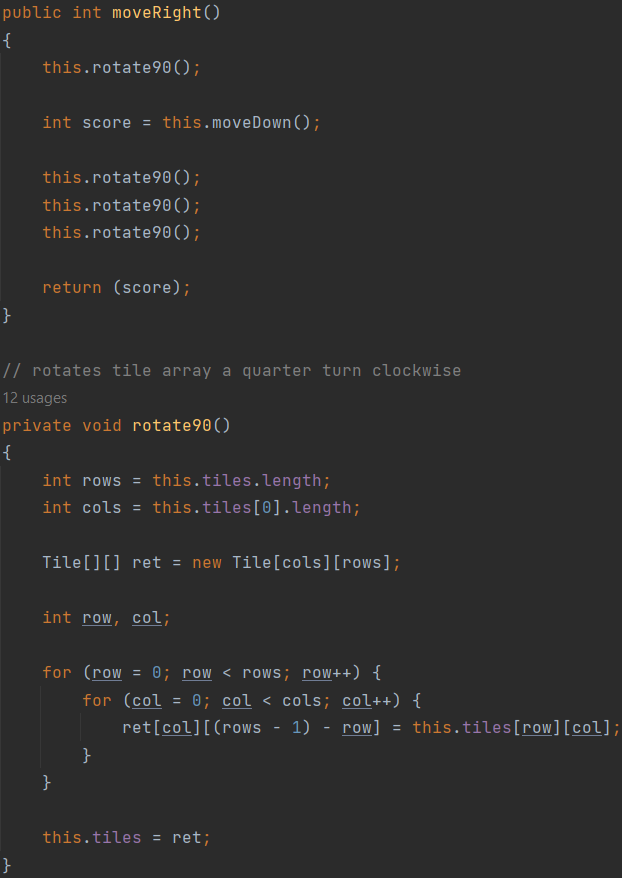 public int moveRight()
{
    this.rotate90();

    int score = this.moveDown();

    this.rotate90();
    this.rotate90();
    this.rotate90();

    return (score);
}

// rotates tile array a quarter turn clockwise
12 usages
private void rotate90()
{
    int rows = this.tiles.length;
    int cols = this.tiles[0].length;

    Tile[][] ret = new Tile[cols][rows];

    int row, col;

    for (row = 0; row < rows; row++) {
        for (col = 0; col < cols; col++) {
            ret[col][(rows - 1) - row] = this.tiles[row][col];
        }
    }

    this.tiles = ret;
}